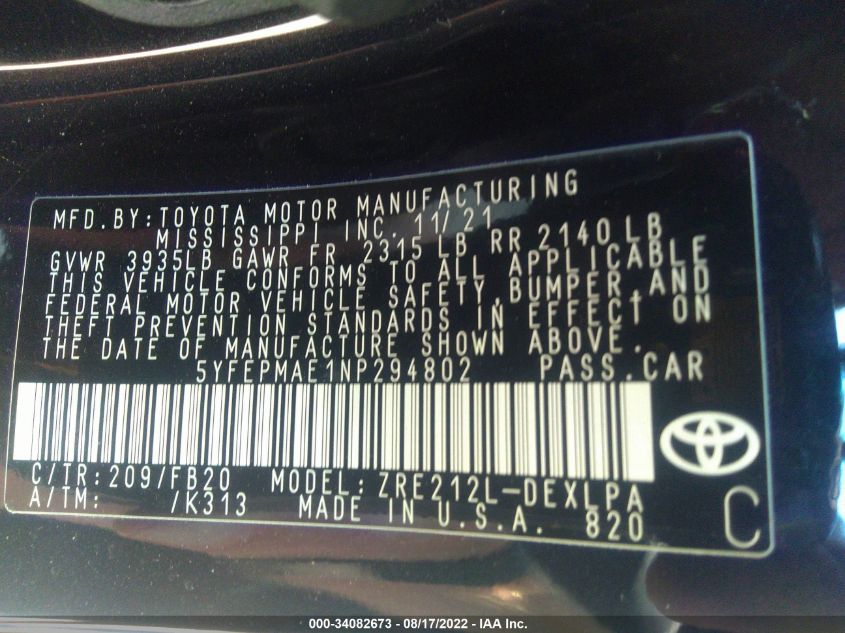 MFD.BY:TOYOTA MOTOR MANUFACTURING
MISSISSIPPI INC. 11/21
GVWR 3935LB GAWR FR 2315 LB RR 2140 LB
THIS VEHICLE CONFORMS TO ALL APPLICABLE
FEDERAL MOTOR VEHICLE SAFETY,BUMPER,AND
THEFT PREVENTION STANDARDS IN EFFECT ON
THE DATE OF MANUFACTURE SHOWN ABOVE.
5YFEPMAE1NP294802 PASS.CAR
C/TR:209/FB20 MODEL:ZRE212L-DEXLPA
A/TM: /K313 MADE IN U.S.A. 820
C
000-34082673 - 08/17/2022 - IAA Inc.